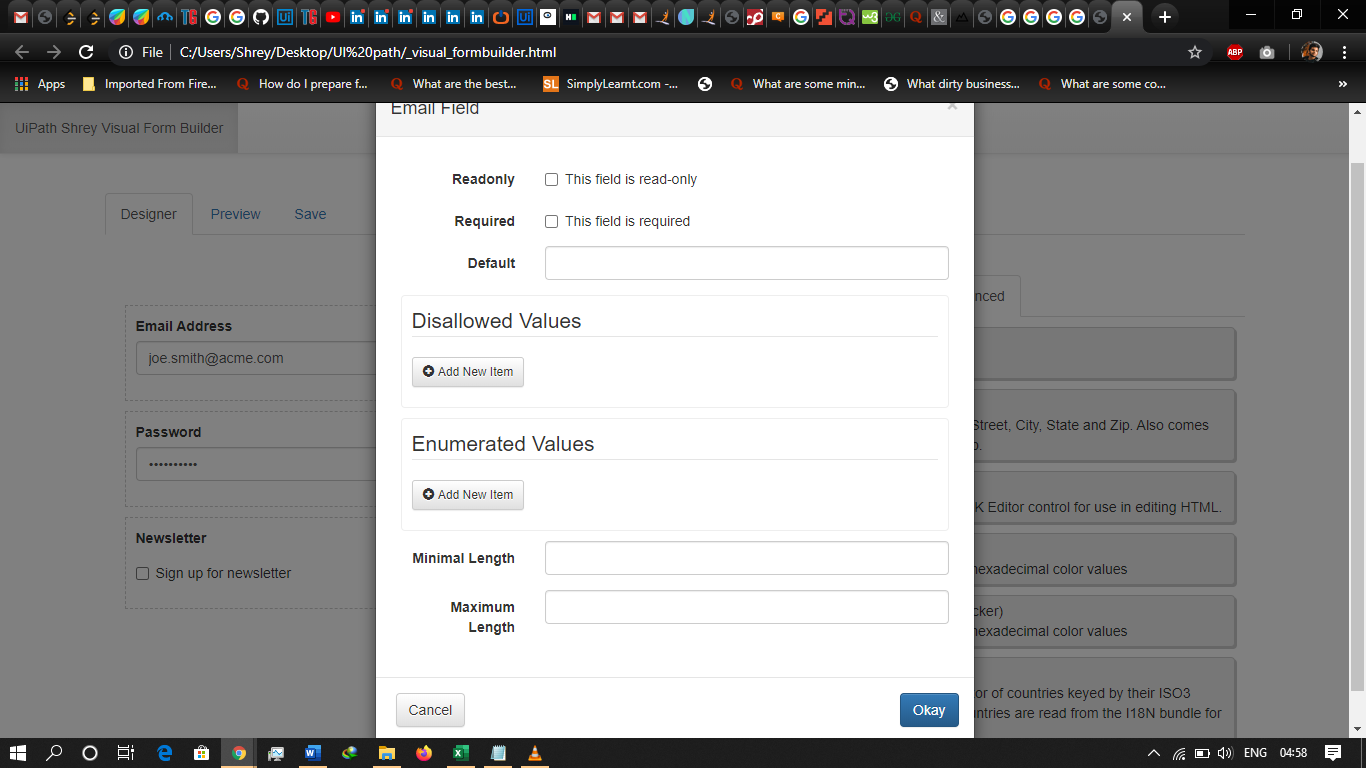 File
C:/Users/Shrey/Desktop/UI%20path/_visual_formbuilder.html
ABP
Apps
Imported From Fire...
How do I prepare f...
What are the best...
SL SimplyLearnt.com -...
What are some min...
What dirty business...
What are some co...
»
UiPath Shrey Visual Form Builder
Designer
Preview
Save
Email Address
joe.smith@acme.com
Password
••••••••••
Newsletter
Sign up for newsletter
Email Field
×
Readonly
This field is read-only
Required
This field is required
Default
Disallowed Values
Add New Item
Enumerated Values
Add New Item
Minimal Length
Maximum
Length
Cancel
Okay
nced
Street, City, State and Zip. Also comes
o.
K Editor control for use in editing HTML.
hexadecimal color values
cker)
hexadecimal color values
or of countries keyed by their ISO3
ntries are read from the I18N bundle for
ENG
04:58